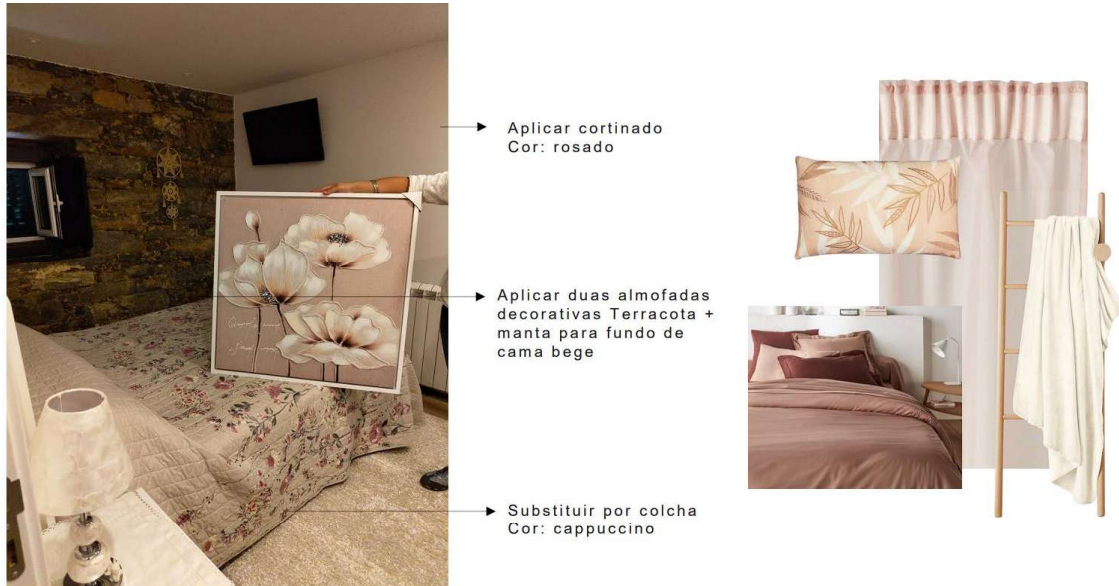 Aplicar cortinado
Cor: rosado
Aplicar duas almofadas
decorativas Terracota +
manta para fundo de
cama bege
Substituir por colcha
Cor: cappuccino